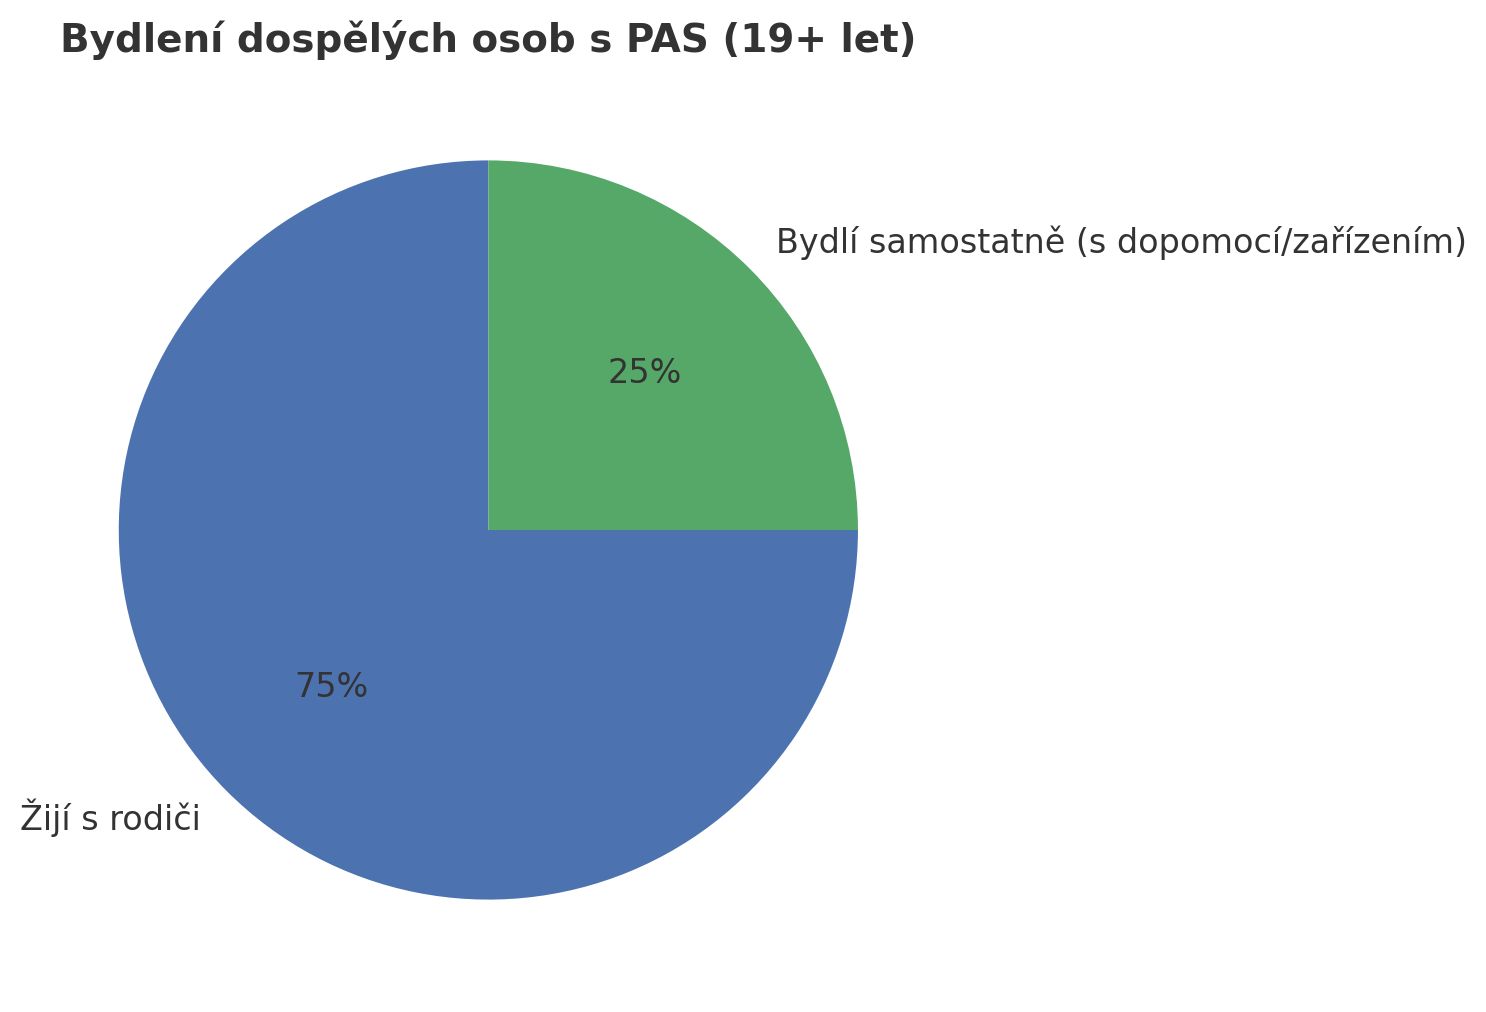 Bydlení dospělých osob s PAS (19+ let)
Bydlí samostatně (s dopomocí/zařízením)
25%
75%
Žijí s rodiči